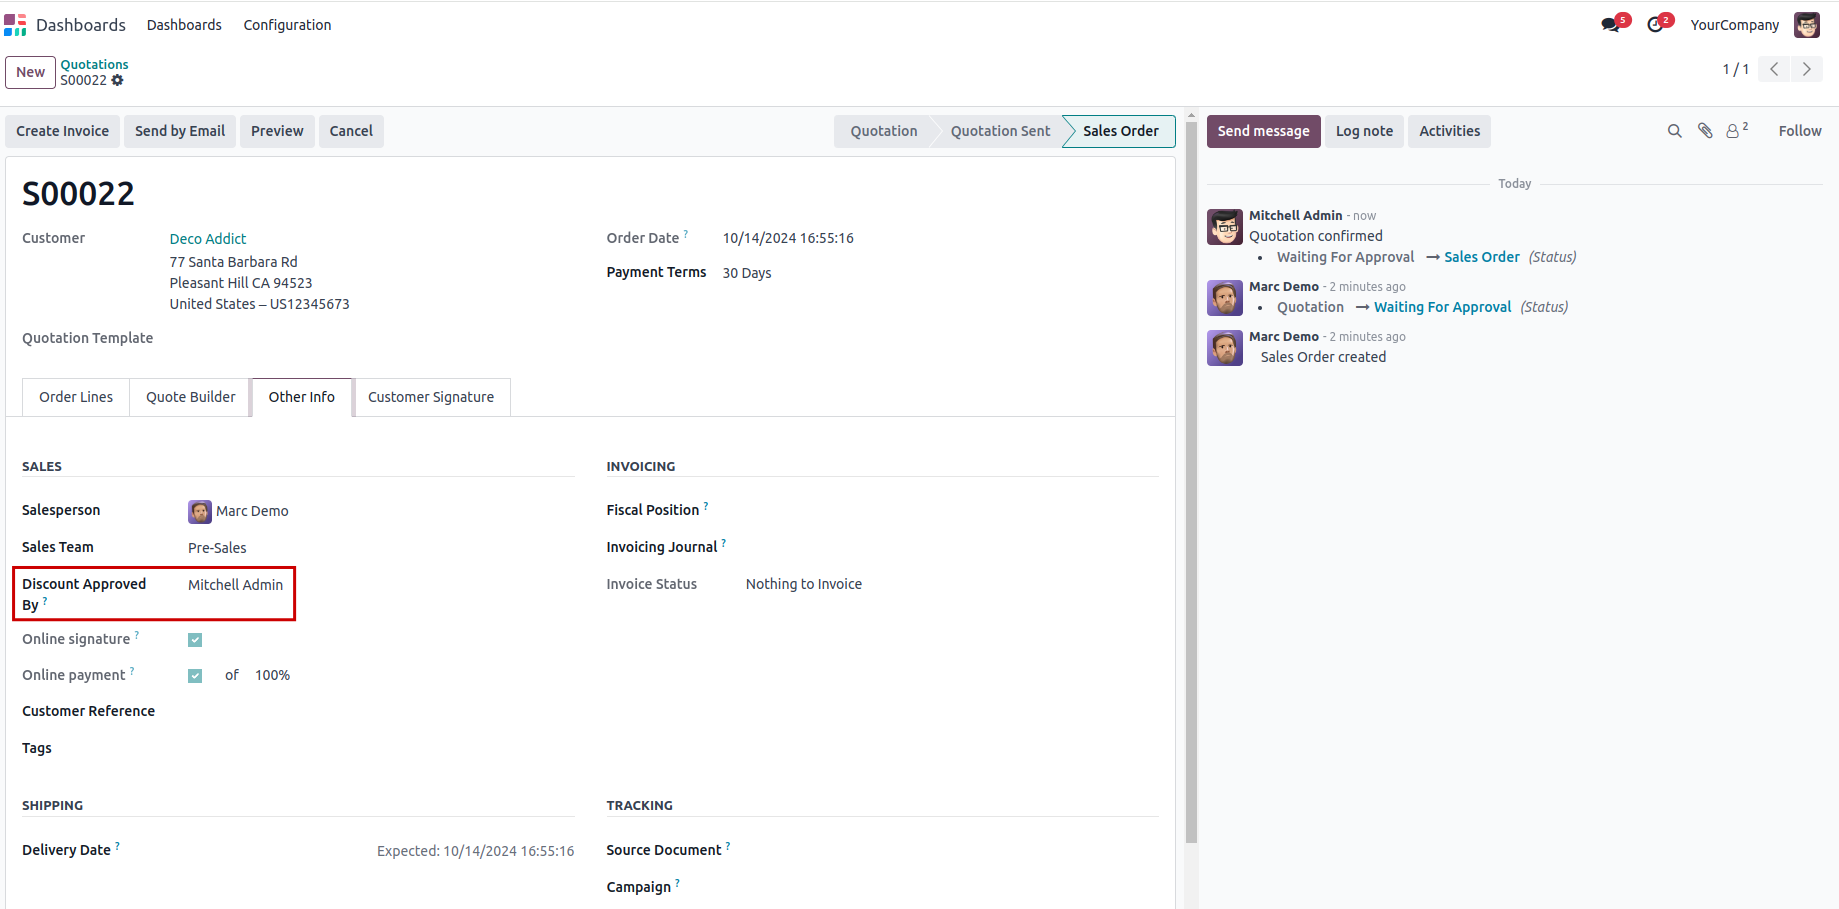 Dashboards Dashboards Configuration 5 2 YourCompany
New Quotations
S00022
1 / 1
Create Invoice Send by Email Preview Cancel Quotation Quotation Sent Sales Order
Send message Log note Activities 2 Follow
S00022
Customer Deco Addict
77 Santa Barbara Rd
Pleasant Hill CA 94523
United States – US12345673
Order Date ? 10/14/2024 16:55:16
Payment Terms 30 Days
Quotation Template
Order Lines Quote Builder Other Info Customer Signature
SALES
Salesperson Marc Demo
Sales Team Pre-Sales
Discount Approved Mitchell Admin
By ?
Online signature ?
Online payment ? of 100%
Customer Reference
Tags
INVOICING
Fiscal Position ?
Invoicing Journal ?
Invoice Status Nothing to Invoice
SHIPPING
Delivery Date ? Expected: 10/14/2024 16:55:16
TRACKING
Source Document ?
Campaign ?
Today
Mitchell Admin - now
Quotation confirmed
• Waiting For Approval → Sales Order (Status)
Marc Demo - 2 minutes ago
• Quotation → Waiting For Approval (Status)
Marc Demo - 2 minutes ago
Sales Order created